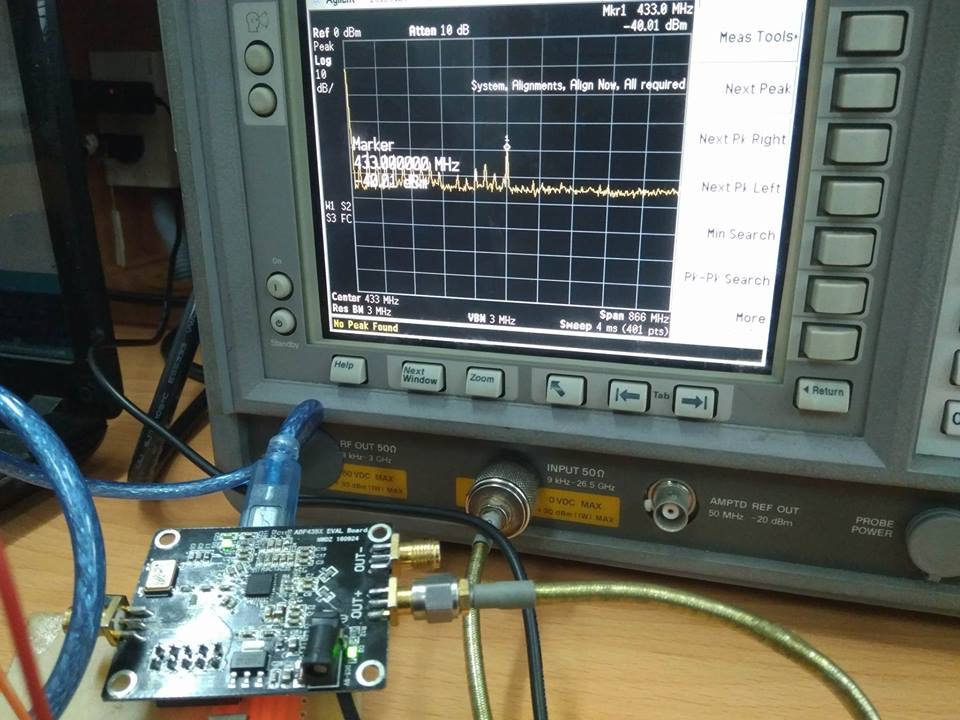 Agilent
Mkr1 433.0 MHz
Ref 0 dBm
Atten 10 dB
-40.01 dBm
Peak
Log
10
dB/
System, Alignments, Align Now, All required
1
Marker
433.000000 MHz
-40.01 dBm
W1 S2
S3 FC
Center 433 MHz
Span 866 MHz
Res BW 3 MHz
VBW 3 MHz
Sweep 4 ms (401 pts)
No Peak Found
Meas Tools
Next Peak
Next Pk Right
Next Pk Left
Min Search
Pk-Pk Search
More
On
Standby
Help
Next
Window
Zoom
Tab
Return
RF OUT 50Ω
kHz-3 GHz
50 VDC MAX
+30 dBm (1W) MAX
INPUT 50Ω
9 kHz-26.5 GHz
0 VDC MAX
+30 dBm (1W) MAX
AMPTD REF OUT
50 MHz -20 dBm
PROBE
POWER
ADF435X EVAL Board
160924
OUT-
OUT+